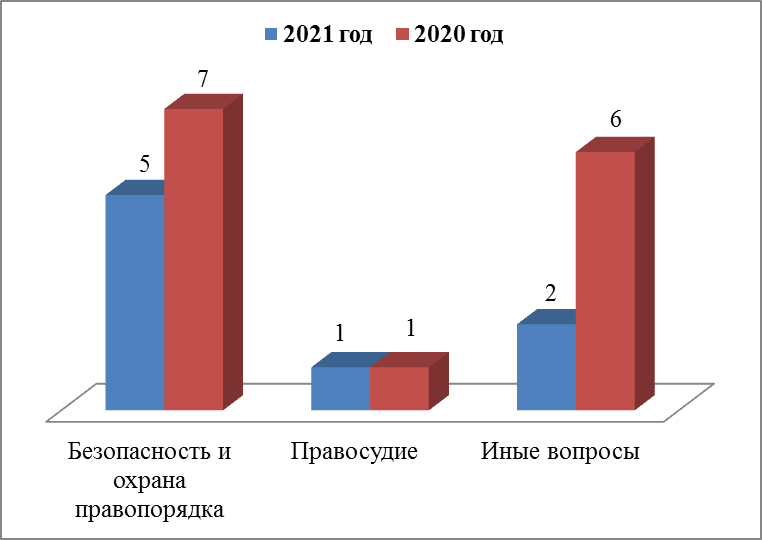 2021 год 2020 год
7
5
6
1
1
2
Безопасность и
охрана
правопорядка
Правосудие
Иные вопросы